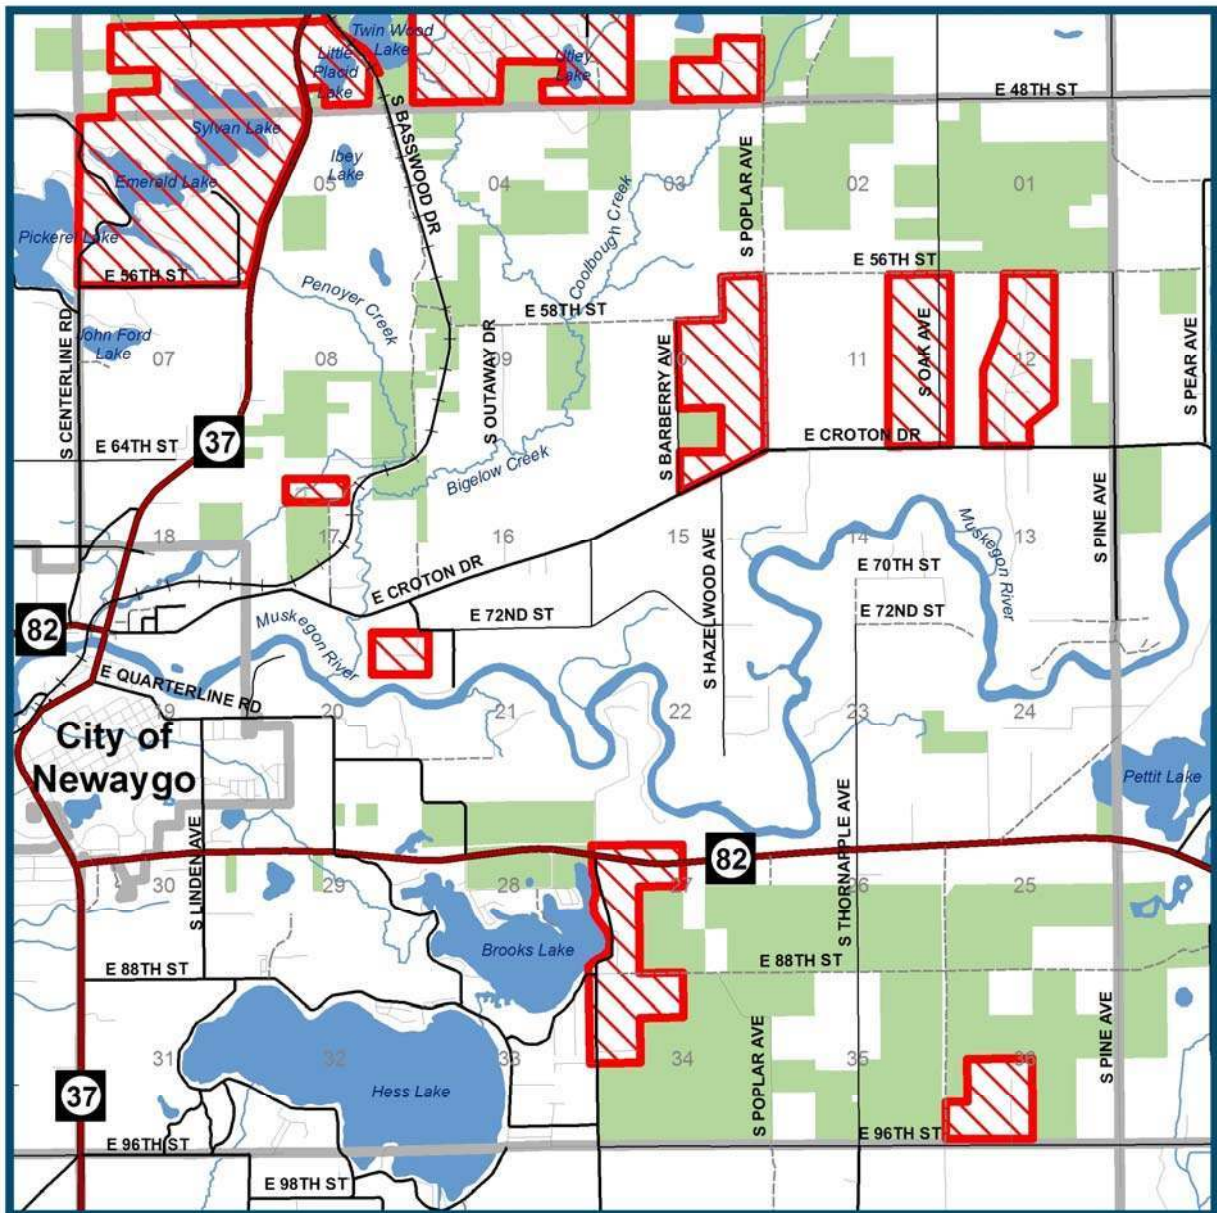 Twin Wood
Lake
Little
Placid
Lake
Utley
Lake
E 48TH ST
Sylvan Lake
S BASSWOOD DR
Ibey
Lake
Emerald Lake
05
04
03
02
01
S POPLAR AVE
Coolbough Creek
Pickerel Lake
E 56TH ST
E 56TH ST
Penoyer Creek
E 58TH ST
S CENTERLINE RD
John Ford
Lake
07
08
S OUTAWAY DR
09
S BARBERRY AVE
10
11
S OAK AVE
12
S SPEAR AVE
37
E 64TH ST
E CROTON DR
Bigelow Creek
18
17
16
15
14
13
S HAZELWOOD AVE
Muskegon River
S PINE AVE
E CROTON DR
E 70TH ST
82
E 72ND ST
E 72ND ST
Muskegon River
E QUARTERLINE RD
19
20
21
22
23
24
City of
Newaygo
Pettit Lake
S LINDEN AVE
82
S THORNAPPLE AVE
30
29
28
27
26
25
Brooks Lake
E 88TH ST
E 88TH ST
31
32
33
34
35
36
S POPLAR AVE
S PINE AVE
37
Hess Lake
E 96TH ST
E 96TH ST
E 98TH ST